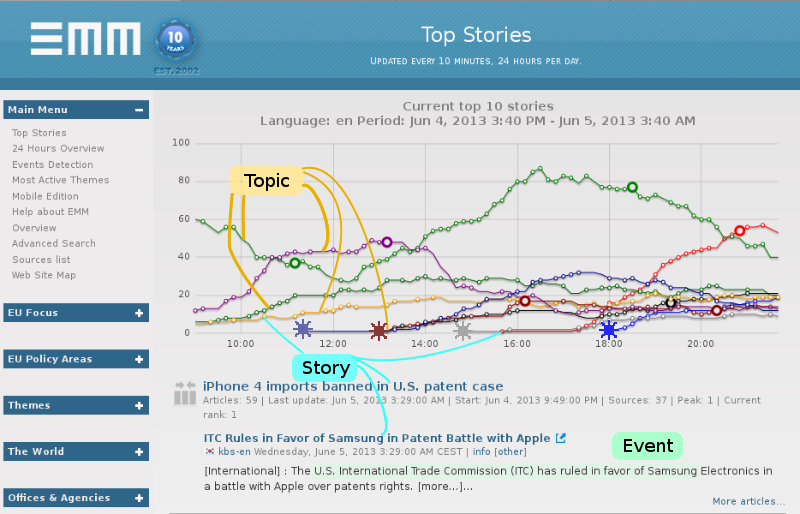 EMM
10
YEARS
EST. 2002
Top Stories
UPDATED EVERY 10 MINUTES, 24 HOURS PER DAY.
Main Menu
Top Stories
24 Hours Overview
Events Detection
Most Active Themes
Mobile Edition
Help about EMM
Overview
Advanced Search
Sources list
Web Site Map
EU Focus
EU Policy Areas
Themes
The World
Offices & Agencies
Current top 10 stories
Language: en Period: Jun 4, 2013 3:40 PM - Jun 5, 2013 3:40 AM
100
80
60
40
20
0
10:00
12:00
14:00
16:00
18:00
20:00
Topic
Story
iPhone 4 imports banned in U.S. patent case
Articles: 59 | Last update: Jun 5, 2013 3:29:00 AM | Start: Jun 4, 2013 9:49:00 PM | Sources: 37 | Peak: 1 | Current
rank: 1
ITC Rules in Favor of Samsung in Patent Battle with Apple
Event
kbs-en Wednesday, June 5, 2013 3:29:00 AM CEST | info [other]
[International] : The U.S. International Trade Commission (ITC) has ruled in favor of Samsung Electronics in
a battle with Apple over patents rights. [more...]...
More articles...